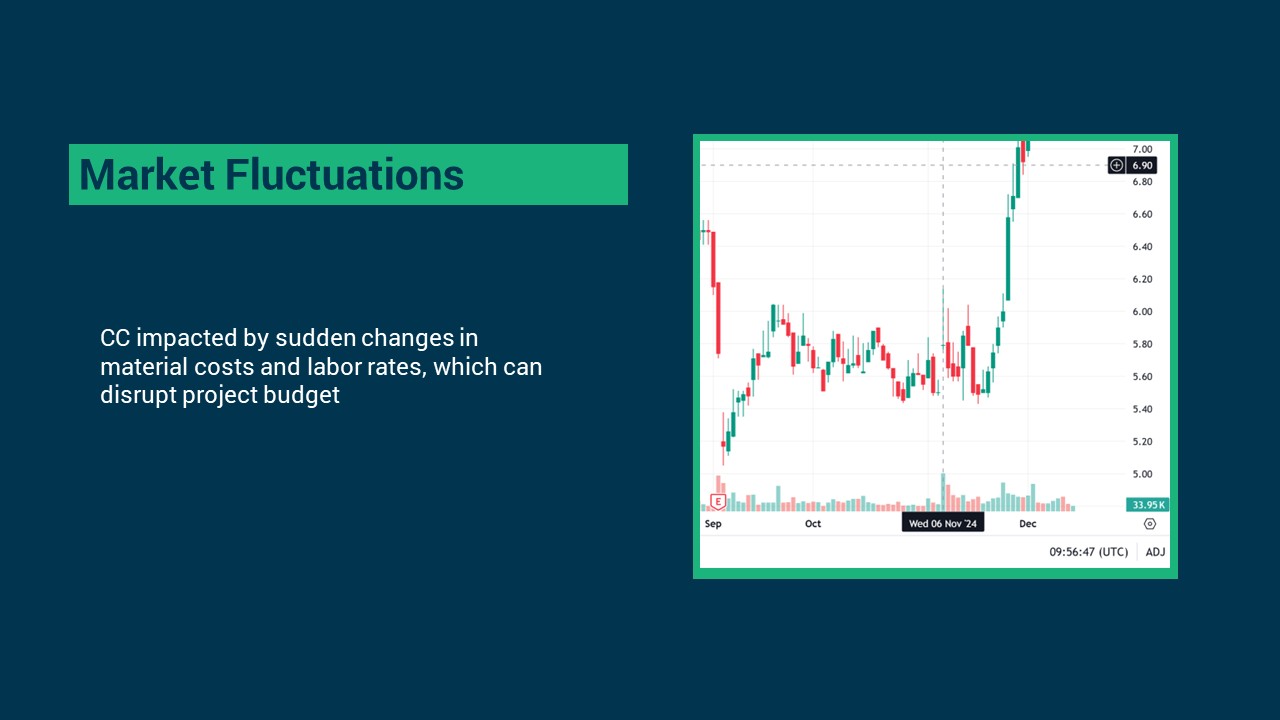 Market Fluctuations
CC impacted by sudden changes in
material costs and labor rates, which can
disrupt project budget
7.00
6.90
6.80
6.60
6.40
6.20
6.00
5.80
5.60
5.40
5.20
5.00
E
33.95 K
Sep
Oct
Wed 06 Nov '24
Dec
09:56:47 (UTC)
ADJ